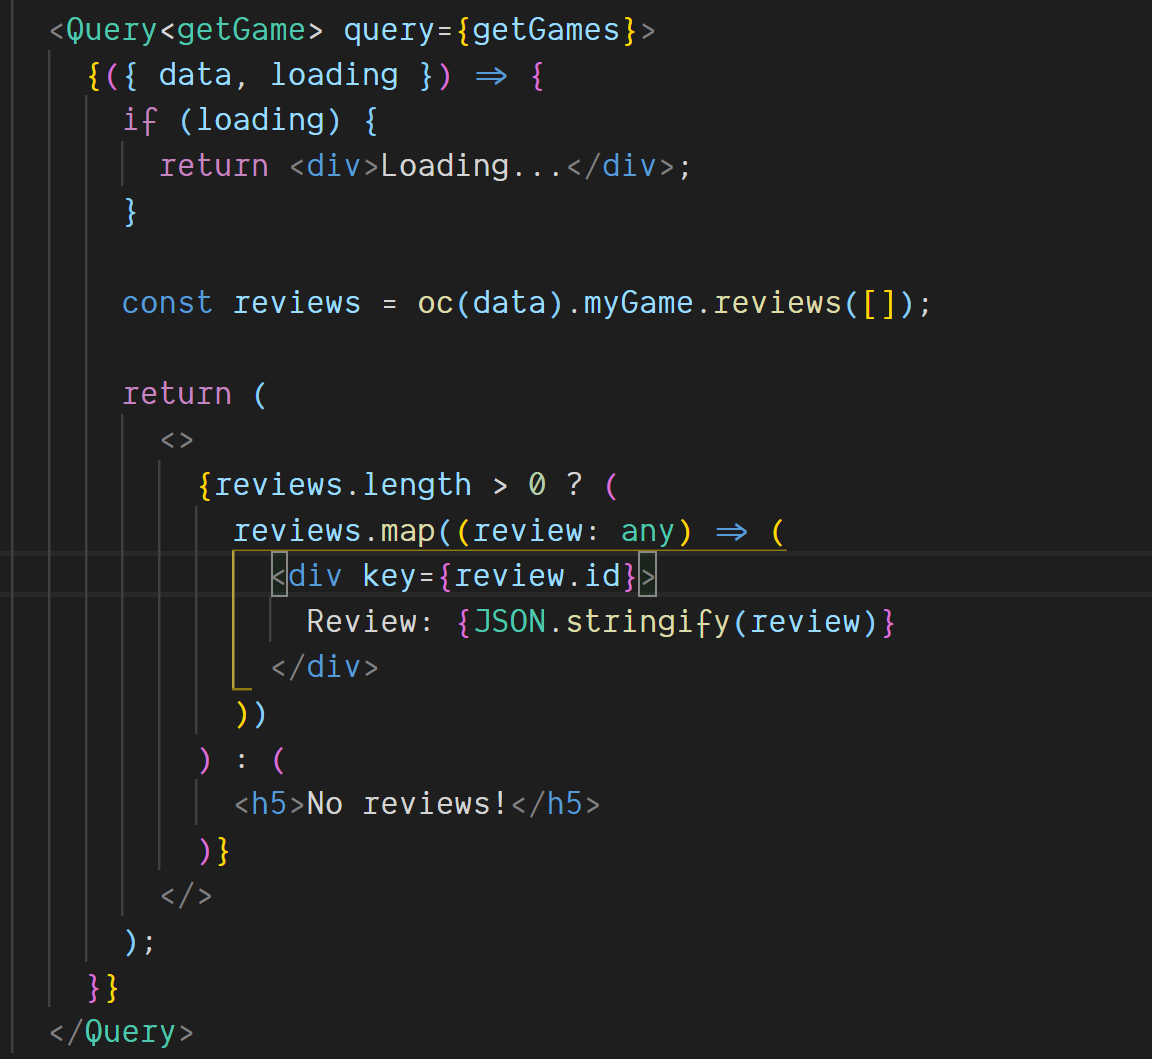 <Query<getGame> query={getGames}>
  {({ data, loading }) => {
    if (loading) {
      return <div>Loading...</div>;
    }

    const reviews = oc(data).myGame.reviews([]);

    return (
      <>
        {reviews.length > 0 ? (
          reviews.map((review: any) => (
            <div key={review.id}>
              Review: {JSON.stringify(review)}
            </div>
          ))
        ) : (
          <h5>No reviews!</h5>
        )}
      </>
    );
  }}
</Query>